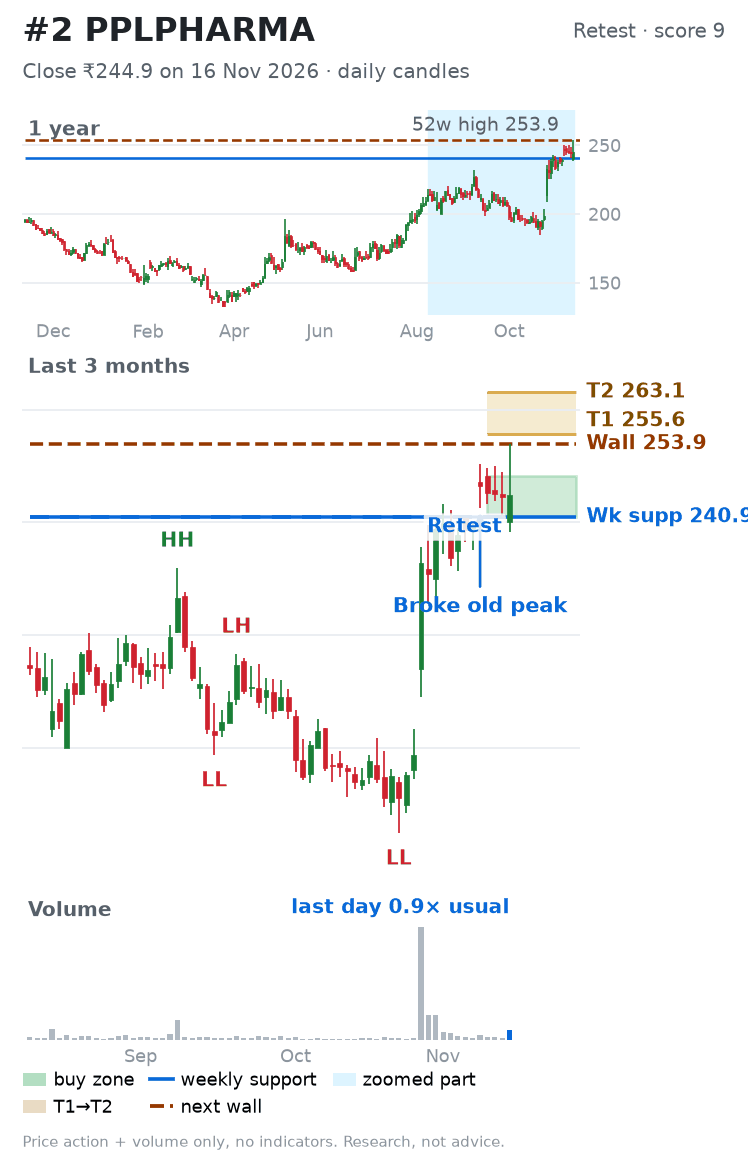 #2 PPLPHARMA
Retest · score 9
Close ₹244.9 on 16 Nov 2026 · daily candles
1 year
52w high 253.9
250
200
150
Dec Feb Apr Jun Aug Oct
Last 3 months
T2 263.1
T1 255.6
Wall 253.9
Wk supp 240.9
Retest
HH
Broke old peak
LH
LL
LL
Volume
last day 0.9× usual
Sep Oct Nov
buy zone
weekly support
zoomed part
T1→T2
next wall
Price action + volume only, no indicators. Research, not advice.